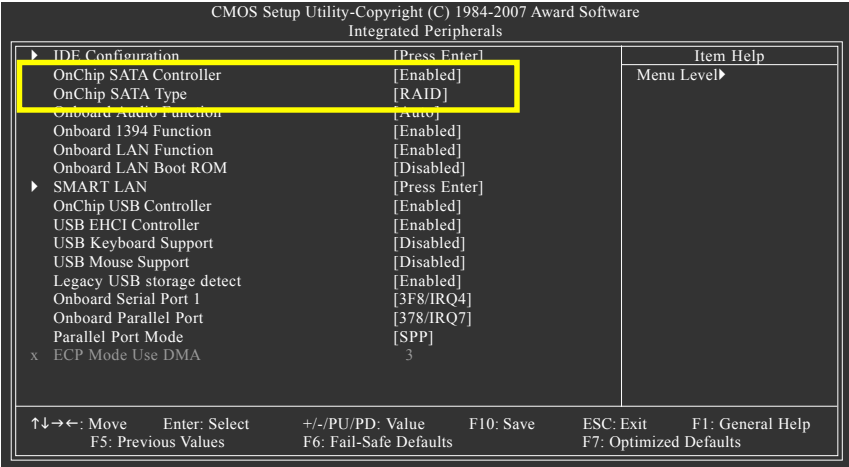 CMOS Setup Utility-Copyright (C) 1984-2007 Award Software
Integrated Peripherals
IDE Configuration [Press Enter] Item Help
OnChip SATA Controller [Enabled] Menu Level
OnChip SATA Type [RAID]
Onboard Audio Function [Auto]
Onboard 1394 Function [Enabled]
Onboard LAN Function [Enabled]
Onboard LAN Boot ROM [Disabled]
SMART LAN [Press Enter]
OnChip USB Controller [Enabled]
USB EHCI Controller [Enabled]
USB Keyboard Support [Disabled]
USB Mouse Support [Disabled]
Legacy USB storage detect [Enabled]
Onboard Serial Port 1 [3F8/IRQ4]
Onboard Parallel Port [378/IRQ7]
Parallel Port Mode [SPP]
x ECP Mode Use DMA 3
↑↓→←: Move Enter: Select +/-/PU/PD: Value F10: Save ESC: Exit F1: General Help
F5: Previous Values F6: Fail-Safe Defaults F7: Optimized Defaults